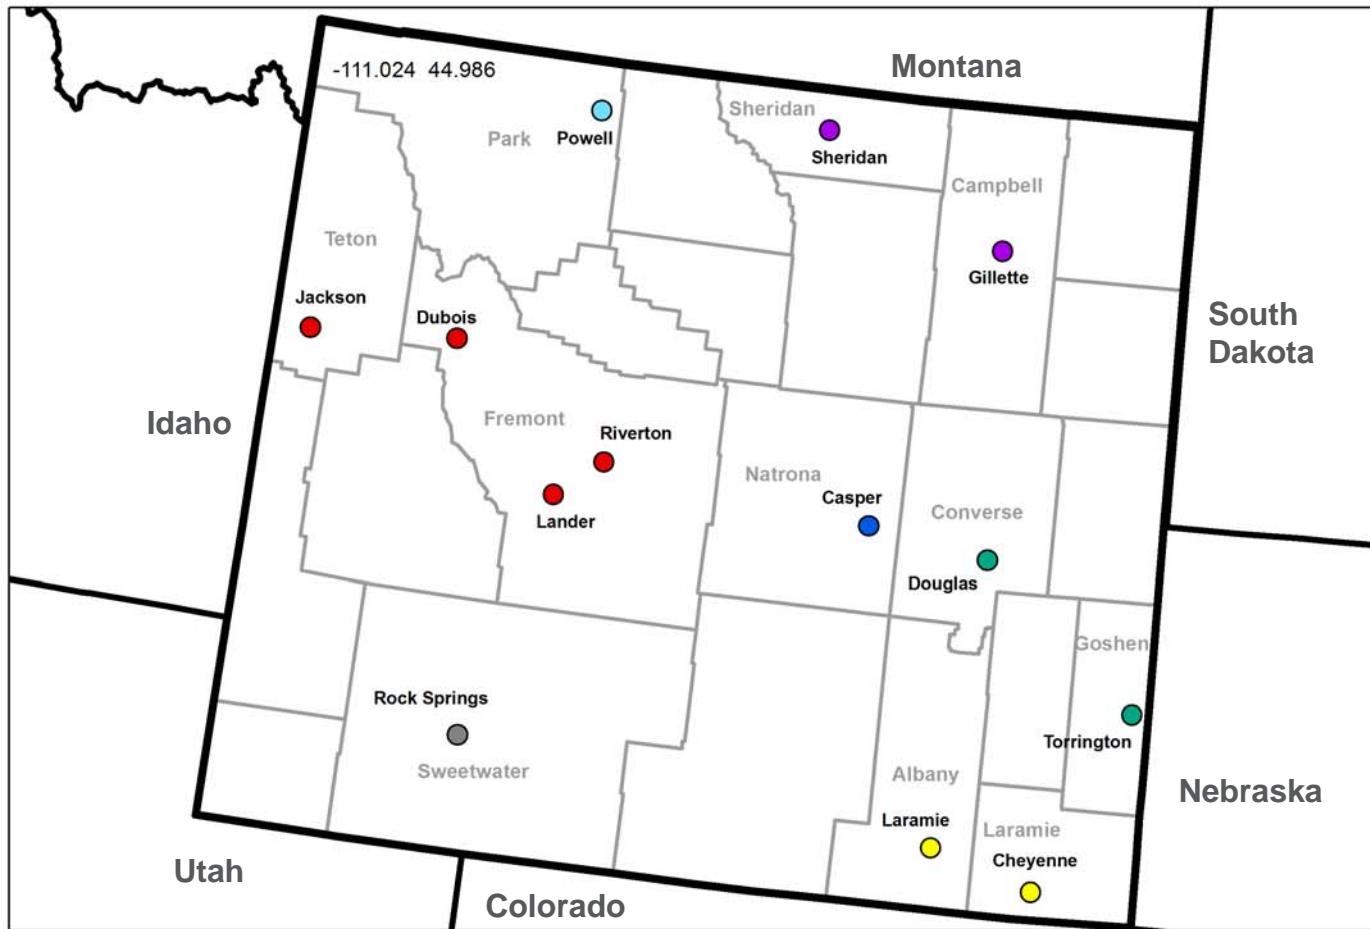 Montana
-111.024 44.986
Sheridan
Powell
Park
Sheridan
Campbell
Teton
Gillette
Jackson
Dubois
South
Dakota
Idaho
Fremont
Riverton
Natrona
Casper
Lander
Converse
Douglas
Goshen
Rock Springs
Torrington
Sweetwater
Albany
Nebraska
Laramie
Laramie
Cheyenne
Utah
Colorado